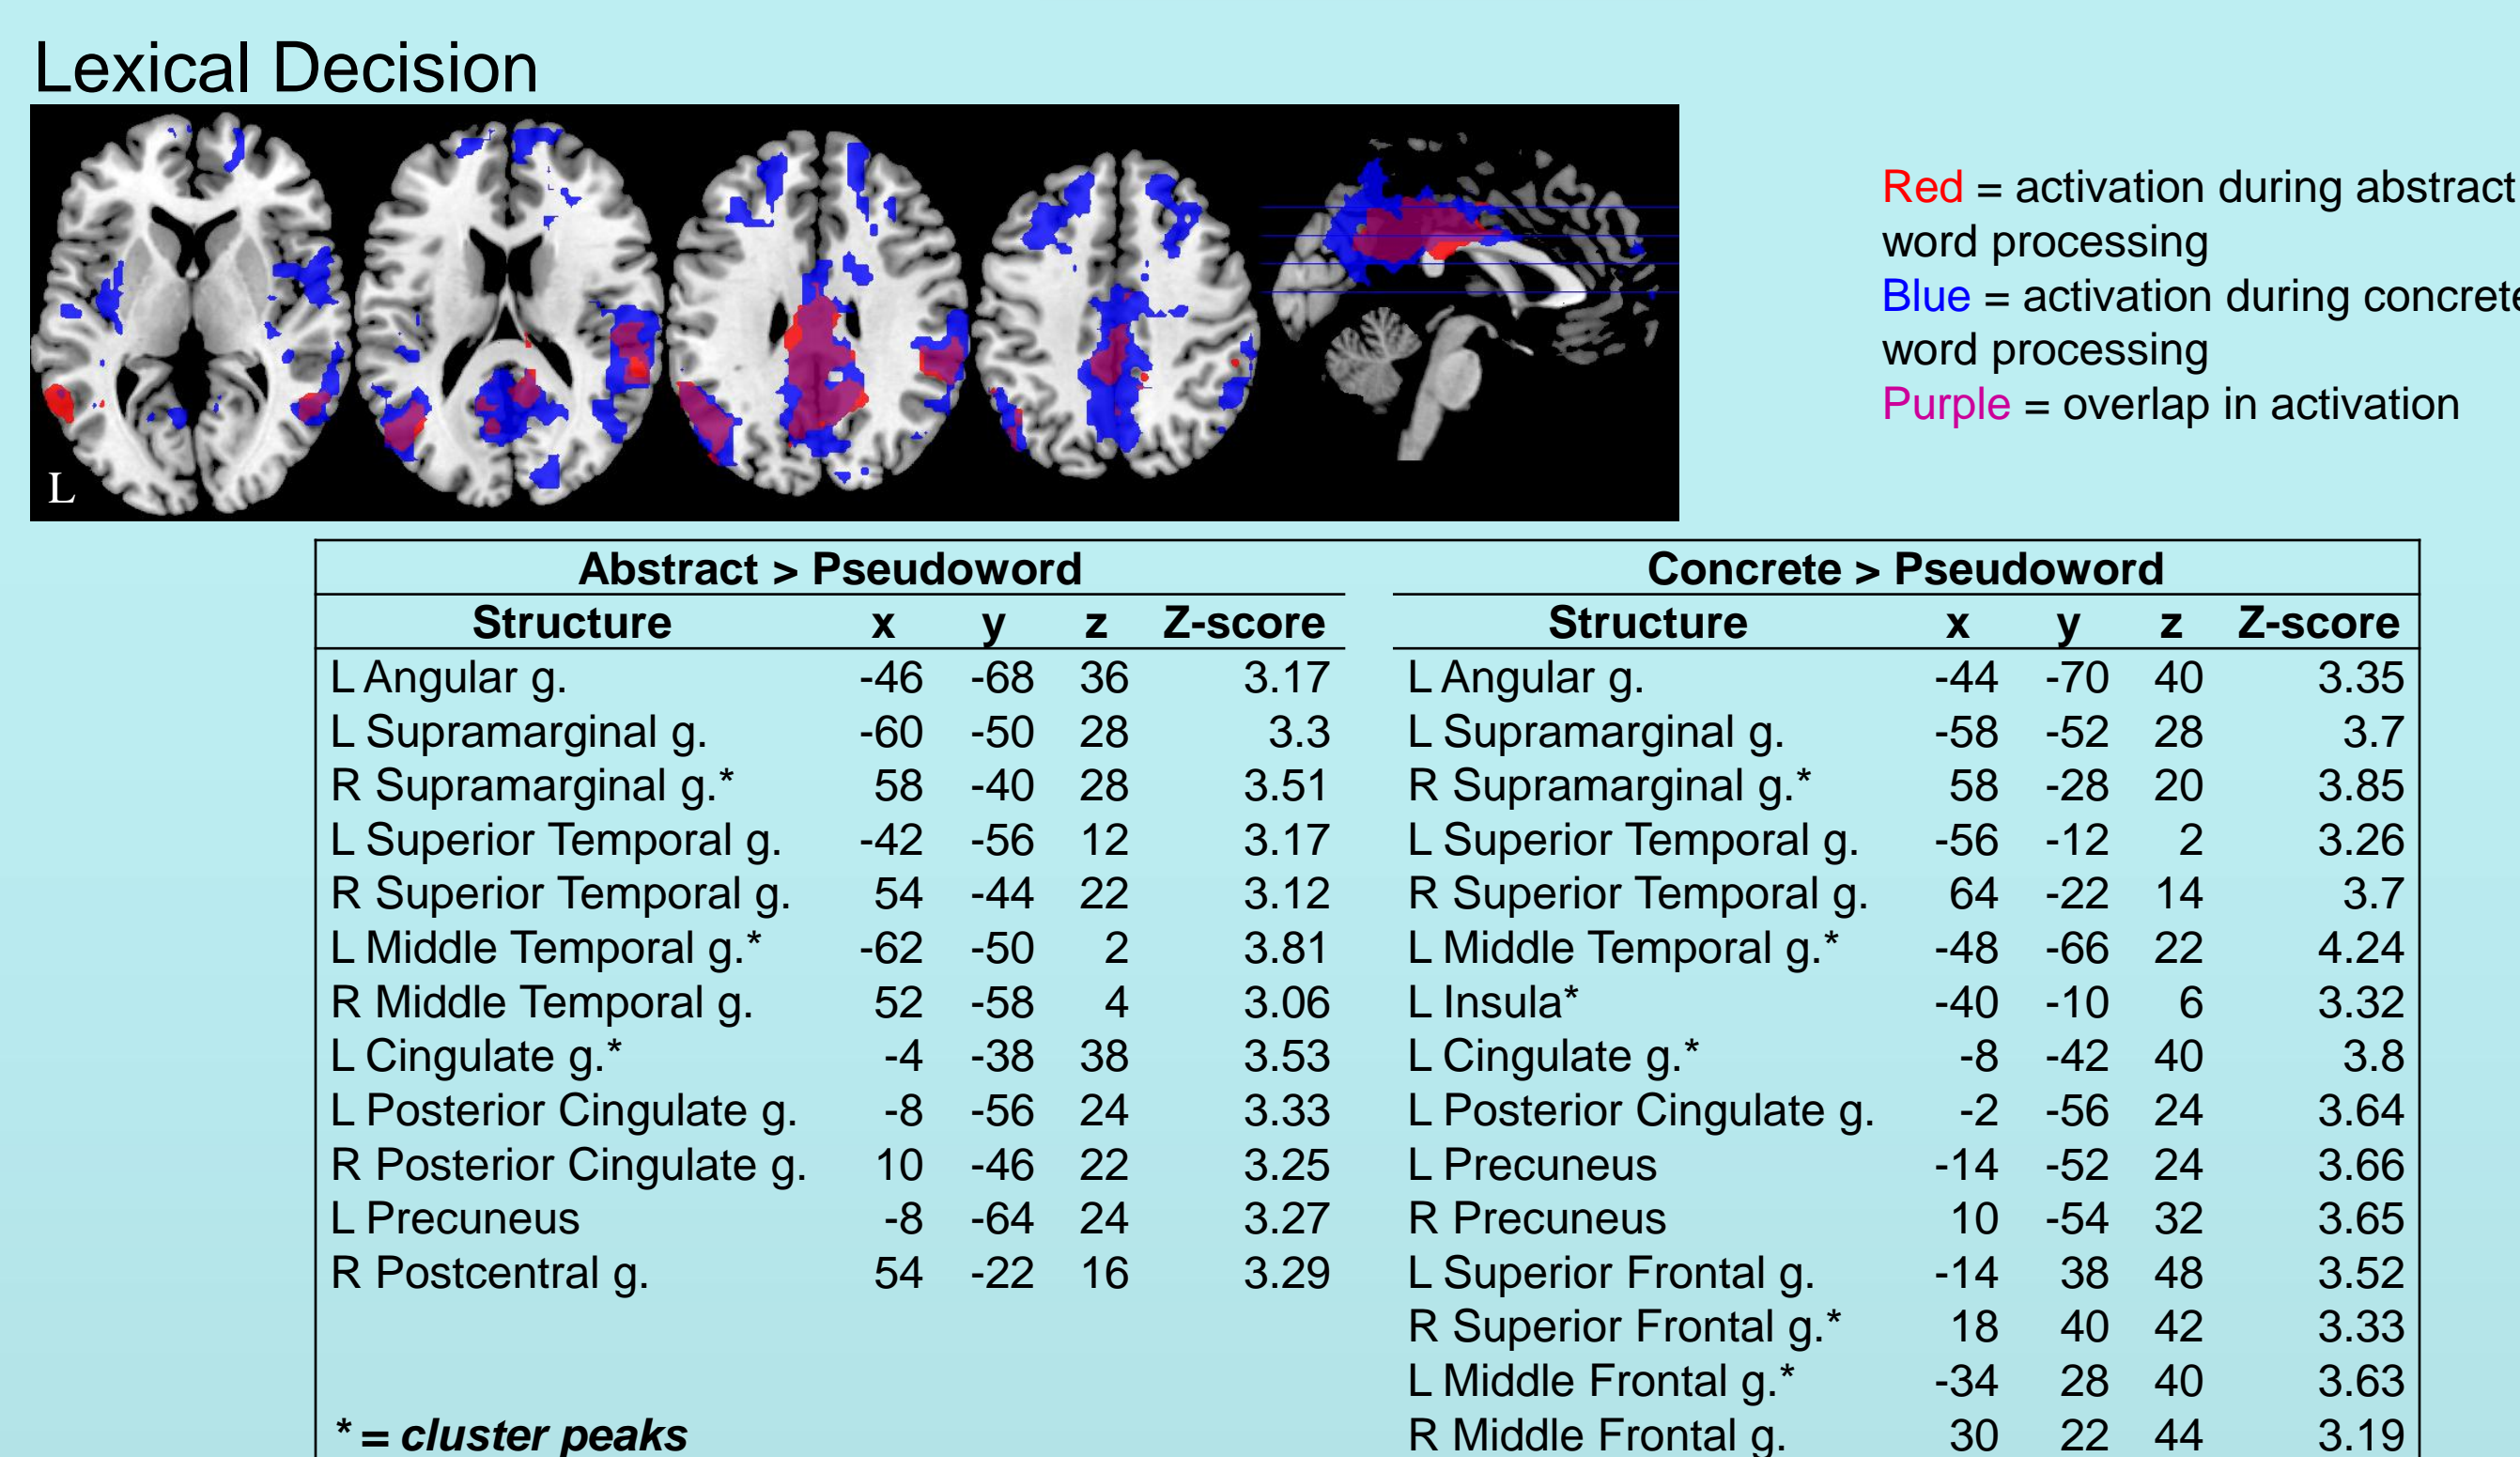 Lexical Decision
L
Red = activation during abstract
word processing
Blue = activation during concrete
word processing
Purple = overlap in activation
Abstract > Pseudoword
Structure x y z Z-score
L Angular g. -46 -68 36 3.17
L Supramarginal g. -60 -50 28 3.3
R Supramarginal g.* 58 -40 28 3.51
L Superior Temporal g. -42 -56 12 3.17
R Superior Temporal g. 54 -44 22 3.12
L Middle Temporal g.* -62 -50 2 3.81
R Middle Temporal g. 52 -58 4 3.06
L Cingulate g.* -4 -38 38 3.53
L Posterior Cingulate g. -8 -56 24 3.33
R Posterior Cingulate g. 10 -46 22 3.25
L Precuneus -8 -64 24 3.27
R Postcentral g. 54 -22 16 3.29
* = cluster peaks
Concrete > Pseudoword
Structure x y z Z-score
L Angular g. -44 -70 40 3.35
L Supramarginal g. -58 -52 28 3.7
R Supramarginal g.* 58 -28 20 3.85
L Superior Temporal g. -56 -12 2 3.26
R Superior Temporal g. 64 -22 14 3.7
L Middle Temporal g.* -48 -66 22 4.24
L Insula* -40 -10 6 3.32
L Cingulate g.* -8 -42 40 3.8
L Posterior Cingulate g. -2 -56 24 3.64
L Precuneus -14 -52 24 3.66
R Precuneus 10 -54 32 3.65
L Superior Frontal g. -14 38 48 3.52
R Superior Frontal g.* 18 40 42 3.33
L Middle Frontal g.* -34 28 40 3.63
R Middle Frontal g. 30 22 44 3.19